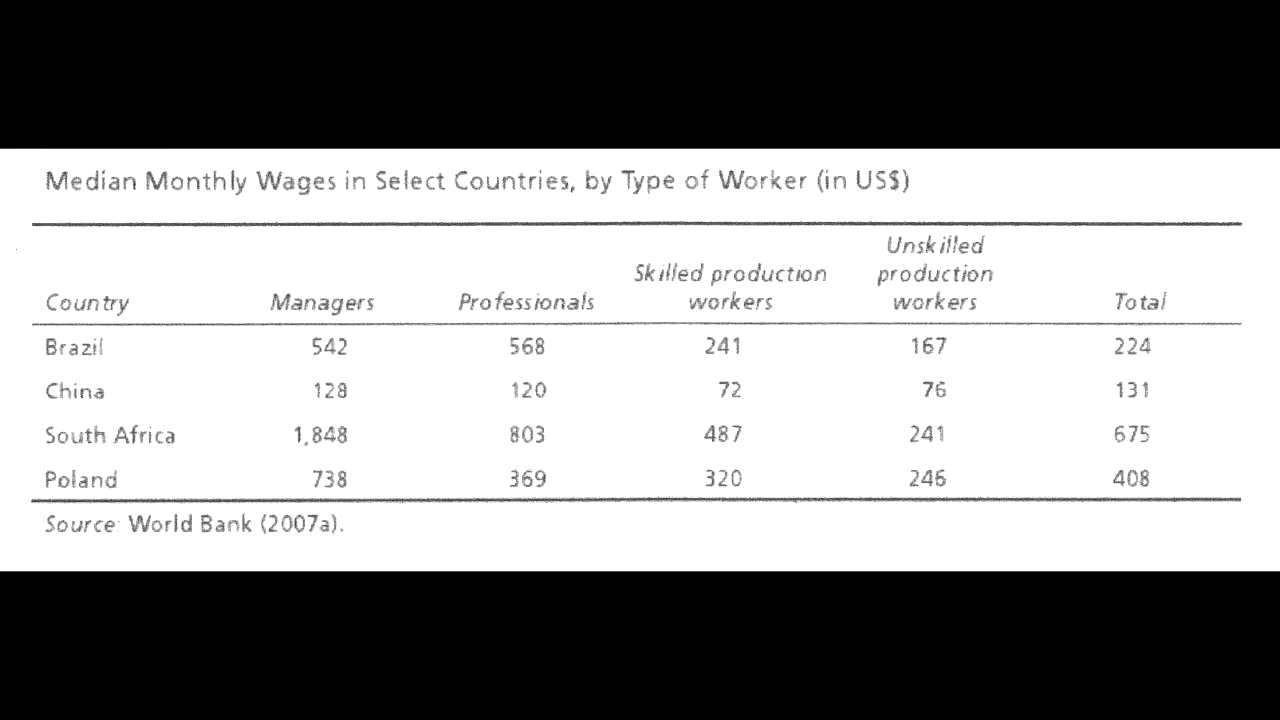 Median Monthly Wages in Select Countries, by Type of Worker (in US$)
Unskilled
Skilled production production
Country Managers Professionals workers workers Total
Brazil 542 568 241 167 224
China 128 120 72 76 131
South Africa 1,848 803 487 241 675
Poland 738 369 320 246 408
Source: World Bank (2007a).